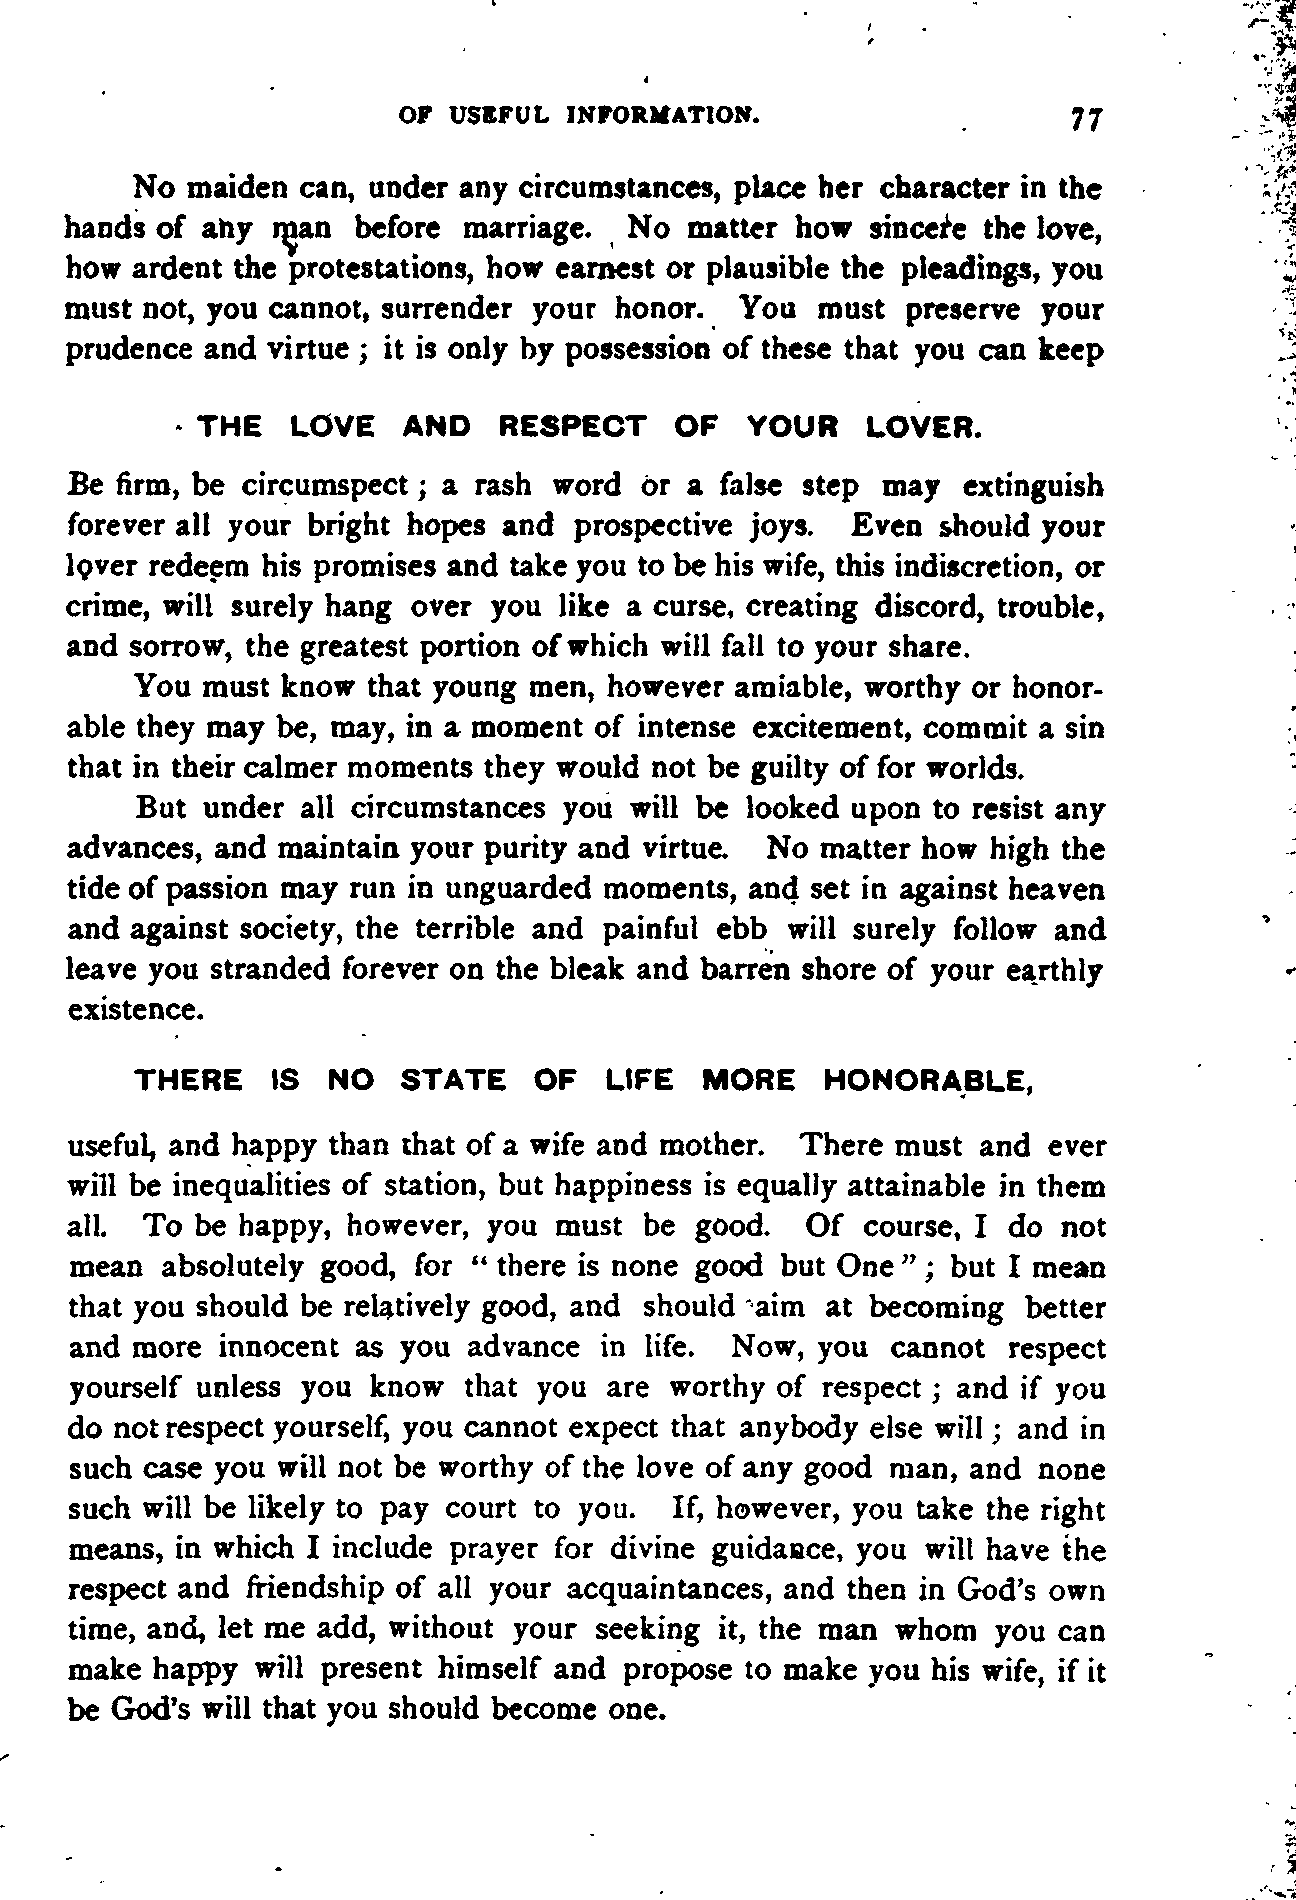 OF USEFUL INFORMATION. 77
No maiden can, under any circumstances, place her character in the
hands of any man before marriage. No matter how sincere the love,
how ardent the protestations, how earnest or plausible the pleadings, you
must not, you cannot, surrender your honor. You must preserve your
prudence and virtue ; it is only by possession of these that you can keep
THE LOVE AND RESPECT OF YOUR LOVER.
Be firm, be circumspect ; a rash word or a false step may extinguish
forever all your bright hopes and prospective joys. Even should your
lover redeem his promises and take you to be his wife, this indiscretion, or
crime, will surely hang over you like a curse, creating discord, trouble,
and sorrow, the greatest portion of which will fall to your share.
You must know that young men, however amiable, worthy or honor-
able they may be, may, in a moment of intense excitement, commit a sin
that in their calmer moments they would not be guilty of for worlds.
But under all circumstances you will be looked upon to resist any
advances, and maintain your purity and virtue. No matter how high the
tide of passion may run in unguarded moments, and set in against heaven
and against society, the terrible and painful ebb will surely follow and
leave you stranded forever on the bleak and barren shore of your earthly
existence.
THERE IS NO STATE OF LIFE MORE HONORABLE,
useful, and happy than that of a wife and mother. There must and ever
will be inequalities of station, but happiness is equally attainable in them
all. To be happy, however, you must be good. Of course, I do not
mean absolutely good, for “ there is none good but One ” ; but I mean
that you should be relatively good, and should aim at becoming better
and more innocent as you advance in life. Now, you cannot respect
yourself unless you know that you are worthy of respect ; and if you
do not respect yourself, you cannot expect that anybody else will ; and in
such case you will not be worthy of the love of any good man, and none
such will be likely to pay court to you. If, however, you take the right
means, in which I include prayer for divine guidance, you will have the
respect and friendship of all your acquaintances, and then in God's own
time, and, let me add, without your seeking it, the man whom you can
make happy will present himself and propose to make you his wife, if it
be God's will that you should become one.